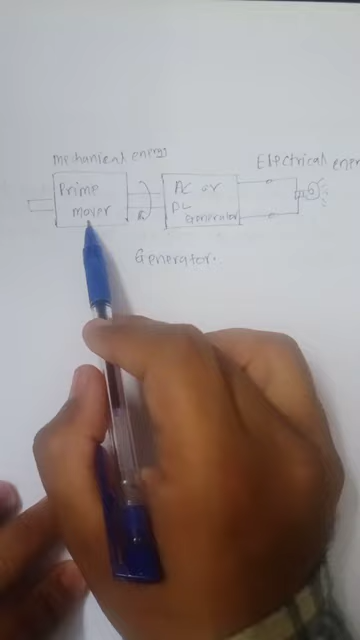 mechanical energy
Electrical ener
Prime
mover
AC or
DC
Generator
Generator.